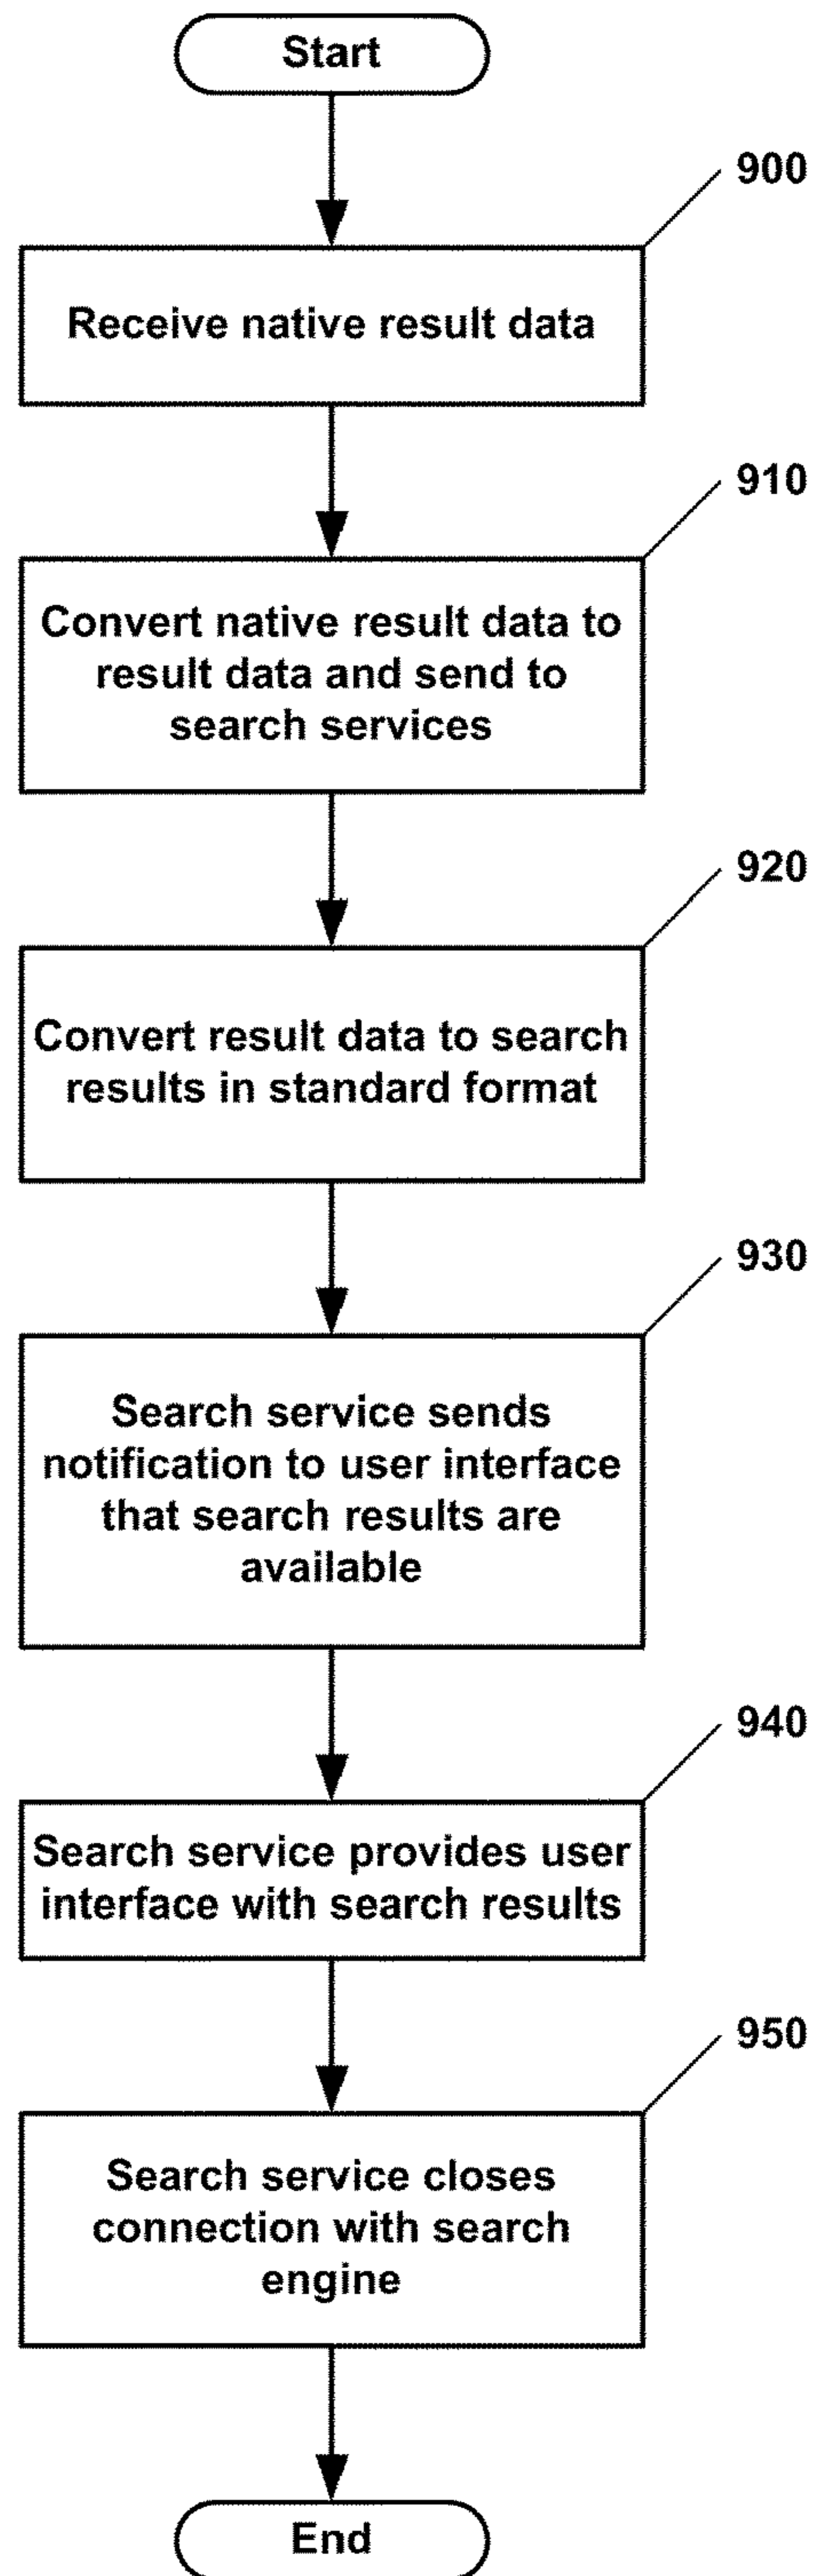 Start
900
Receive native result data
910
Convert native result data to
result data and send to
search services
920
Convert result data to search
results in standard format
930
Search service sends
notification to user interface
that search results are
available
940
Search service provides user
interface with search results
950
Search service closes
connection with search
engine
End